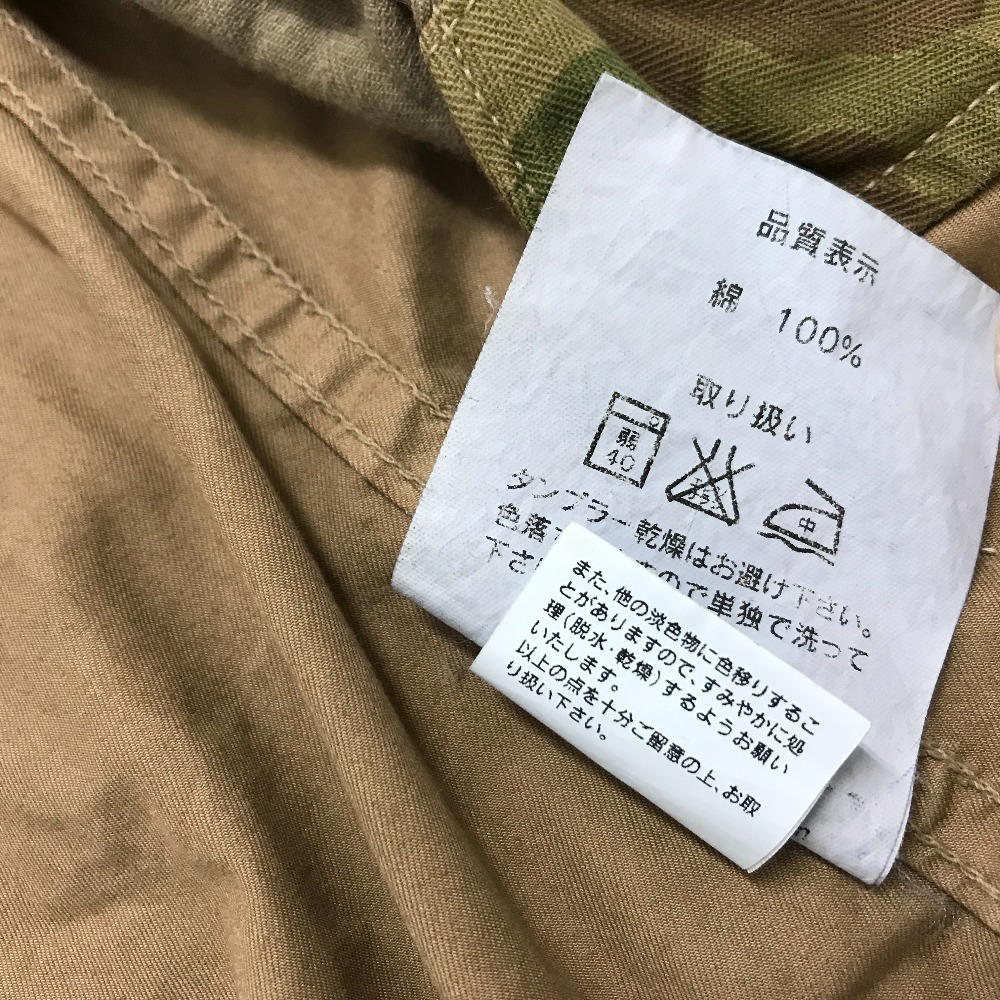 品質表示
綿 100%
取り扱い
弱
40
中
タンブラー乾燥はお避け下さい。
色落 ので単独で洗って
下さ
また、他の淡色物に色移りするこ
とがありますので、すみやかに処
理(脱水・乾燥)するようお願い
いたします。
以上の点を十分ご留意の上、お取
り扱い下さい。